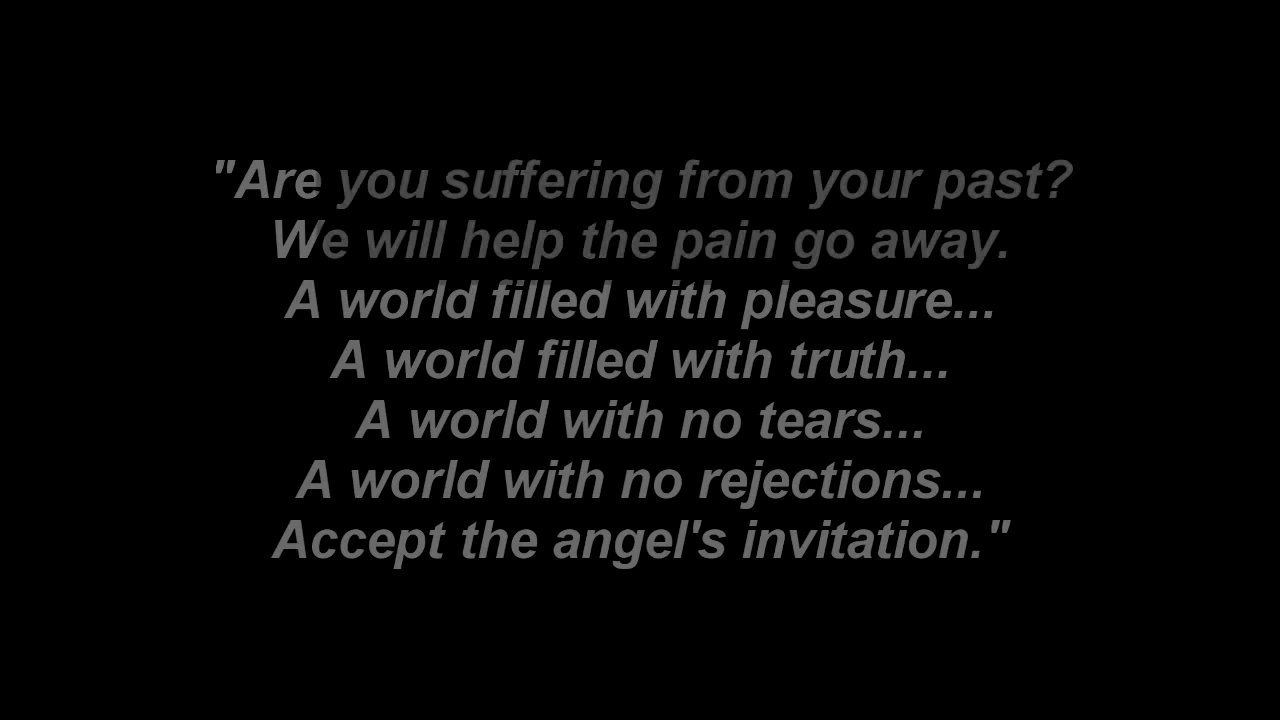 "Are you suffering from your past?
We will help the pain go away.
A world filled with pleasure...
A world filled with truth...
A world with no tears...
A world with no rejections...
Accept the angel's invitation."